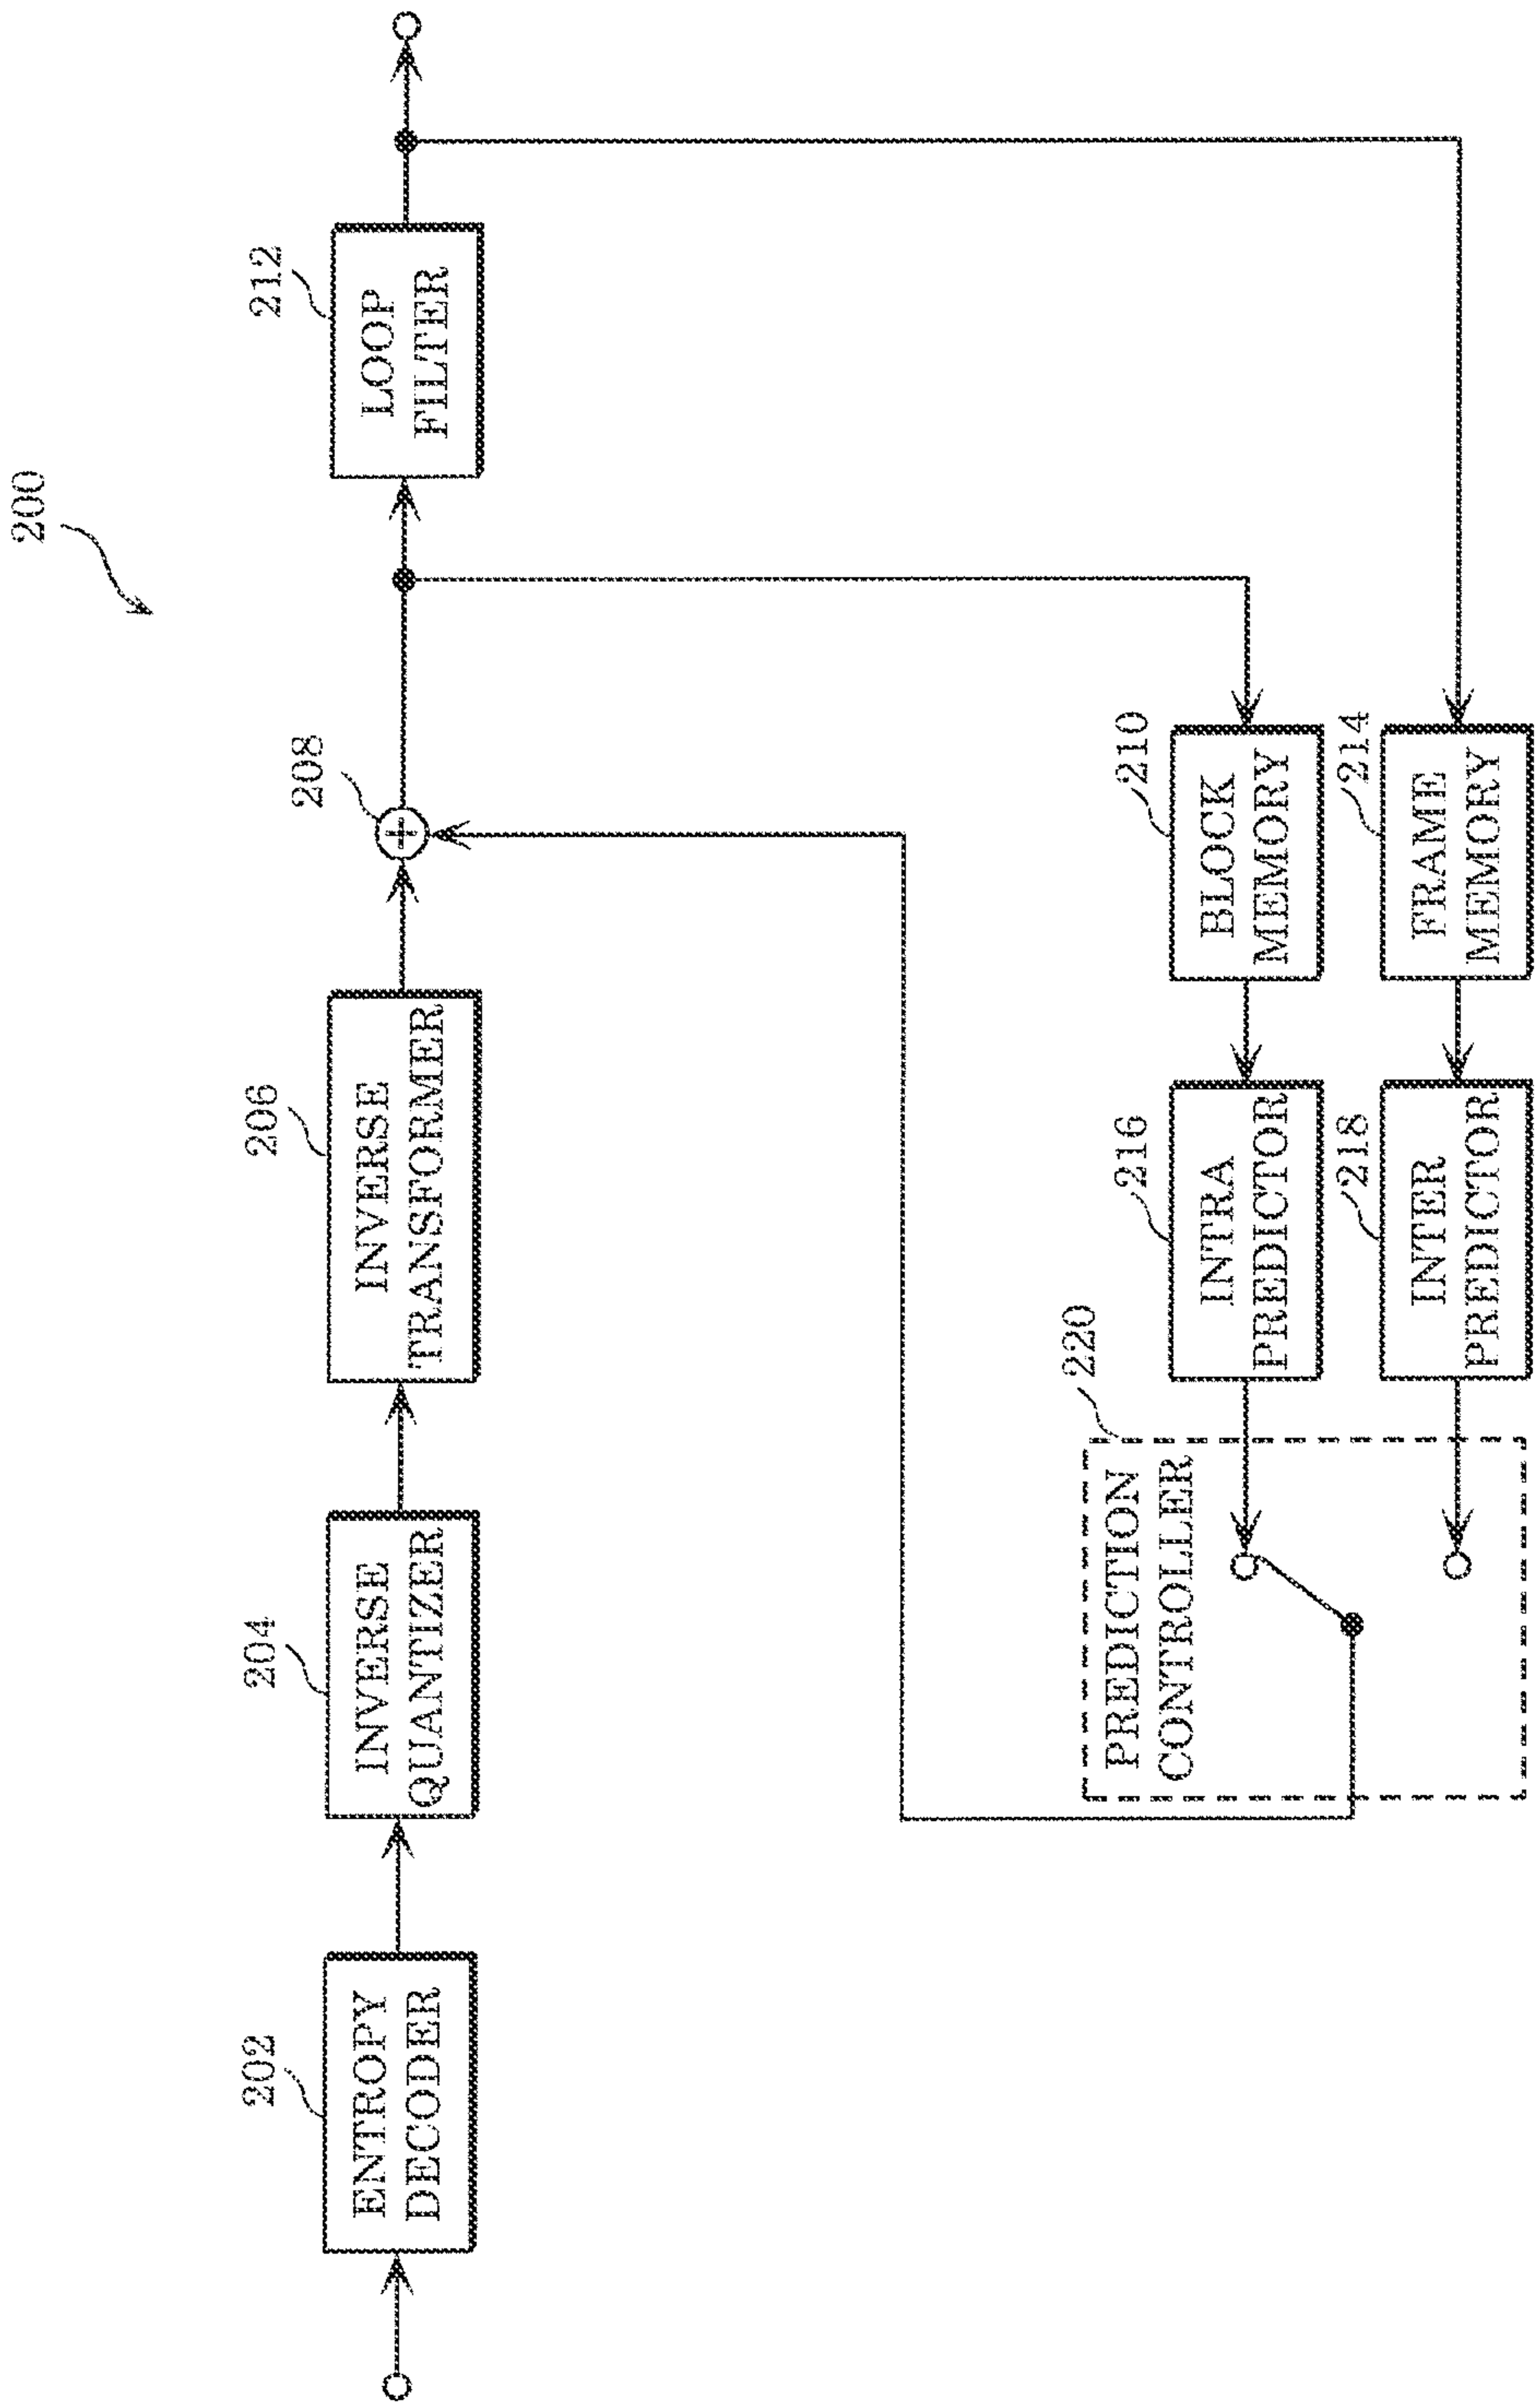 200
202
ENTROPY
DECODER
204
INVERSE
QUANTIZER
206
INVERSE
TRANSFORMER
208
+
212
LOOP
FILTER
220
PREDICTION
CONTROLLER
216
INTRA
PREDICTOR
210
BLOCK
MEMORY
218
INTER
PREDICTOR
214
FRAME
MEMORY